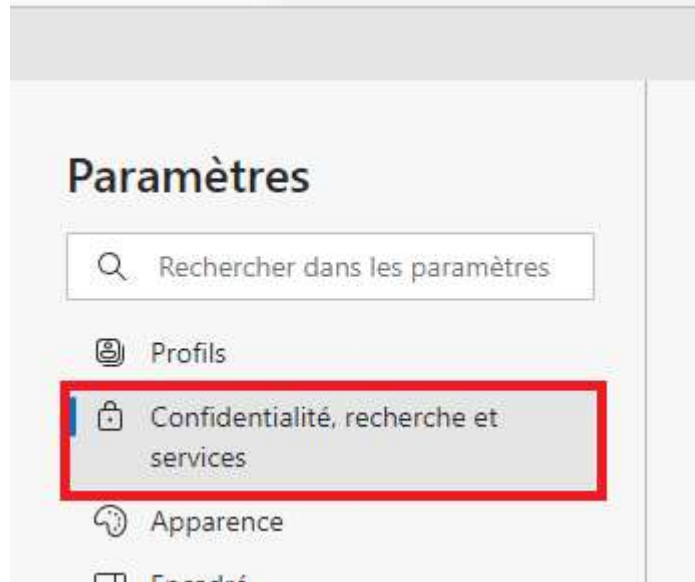 Paramètres
Rechercher dans les paramètres
Profils
Confidentialité, recherche et
services
Apparence